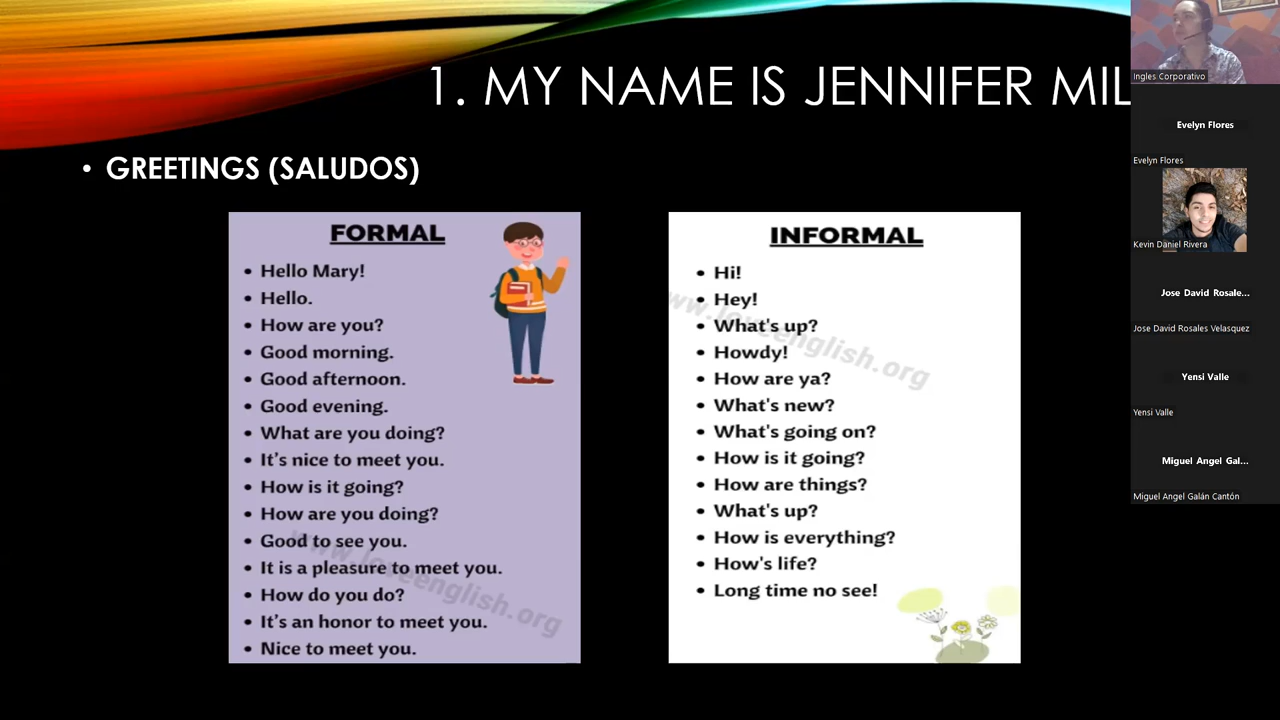 1. MY NAME IS JENNIFER MIL
• GREETINGS (SALUDOS)
FORMAL
• Hello Mary!
• Hello.
• How are you?
• Good morning.
• Good afternoon.
• Good evening.
• What are you doing?
• It's nice to meet you.
• How is it going?
• How are you doing?
• Good to see you.
• It is a pleasure to meet you.
• How do you do?
• It's an honor to meet you.
• Nice to meet you.
www.loveenglish.org
INFORMAL
• Hi!
• Hey!
• What's up?
• Howdy!
• How are ya?
• What's new?
• What's going on?
• How is it going?
• How are things?
• What's up?
• How is everything?
• How's life?
• Long time no see!
www.loveenglish.org
Ingles Corporativo
Evelyn Flores
Evelyn Flores
Kevin Daniel Rivera
Jose David Rosale...
Jose David Rosales Velasquez
Yensi Valle
Yensi Valle
Miguel Angel Gal...
Miguel Angel Galán Cantón